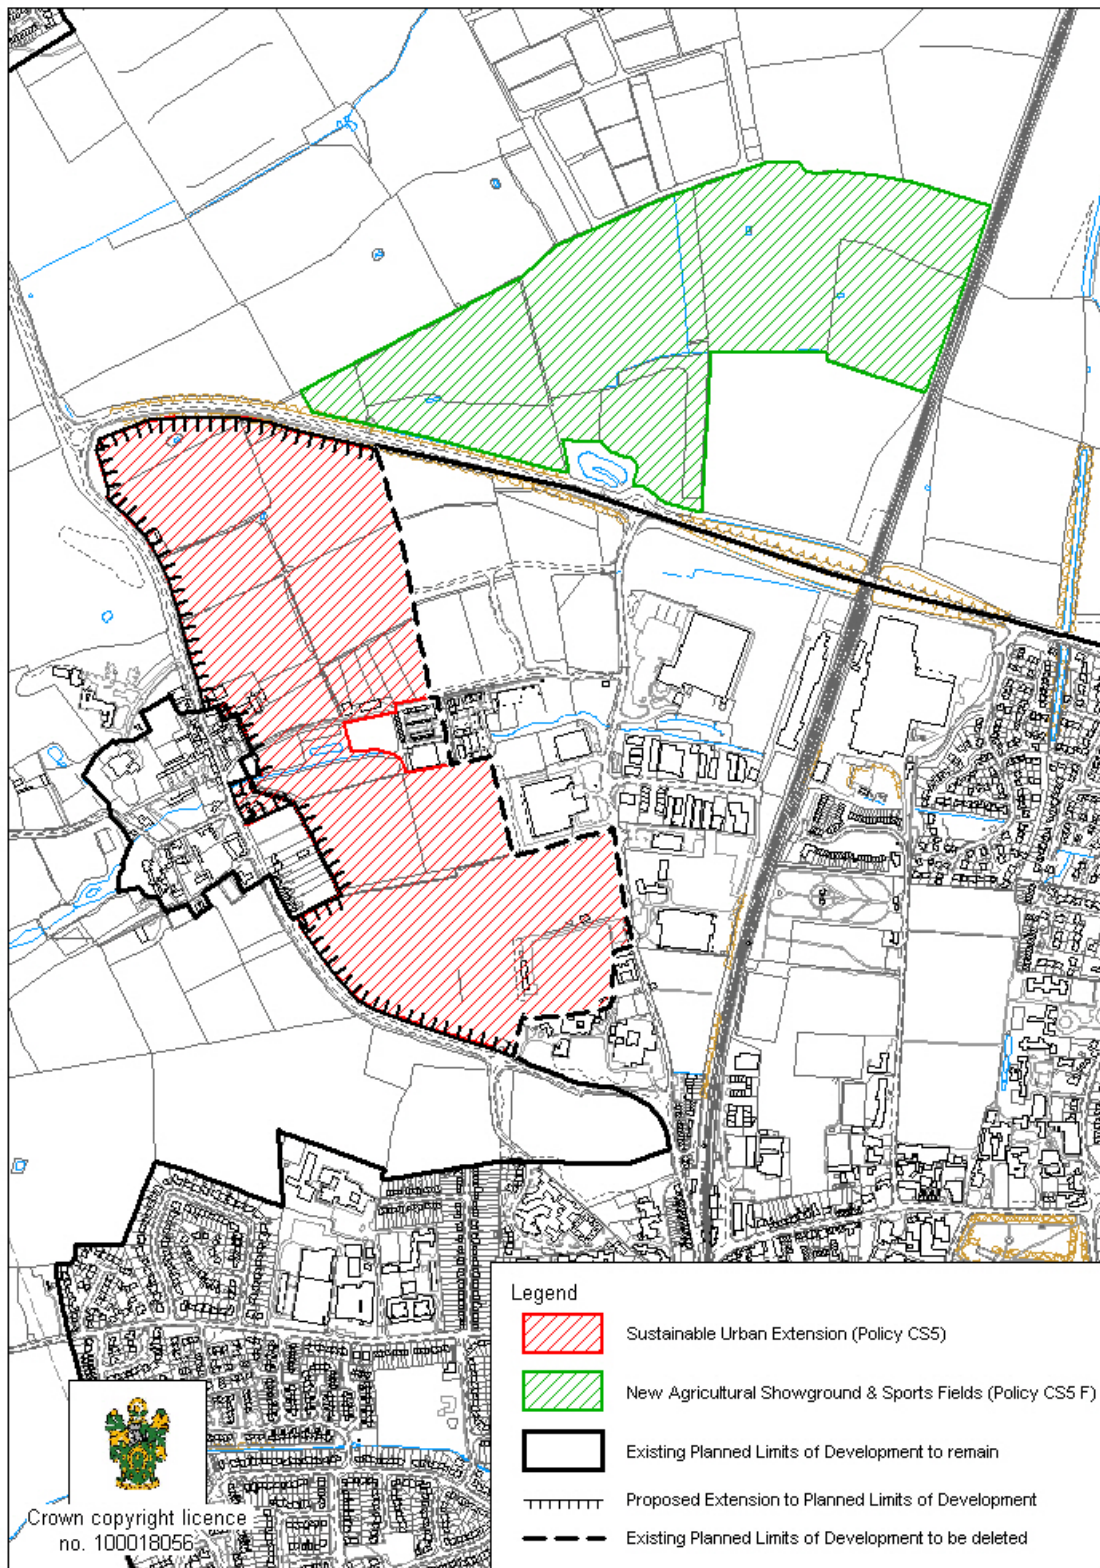 Legend
Sustainable Urban Extension (Policy CS5)
New Agricultural Showground & Sports Fields (Policy CS5 F)
Existing Planned Limits of Development to remain
Proposed Extension to Planned Limits of Development
Existing Planned Limits of Development to be deleted
Crown copyright licence
no. 100018056